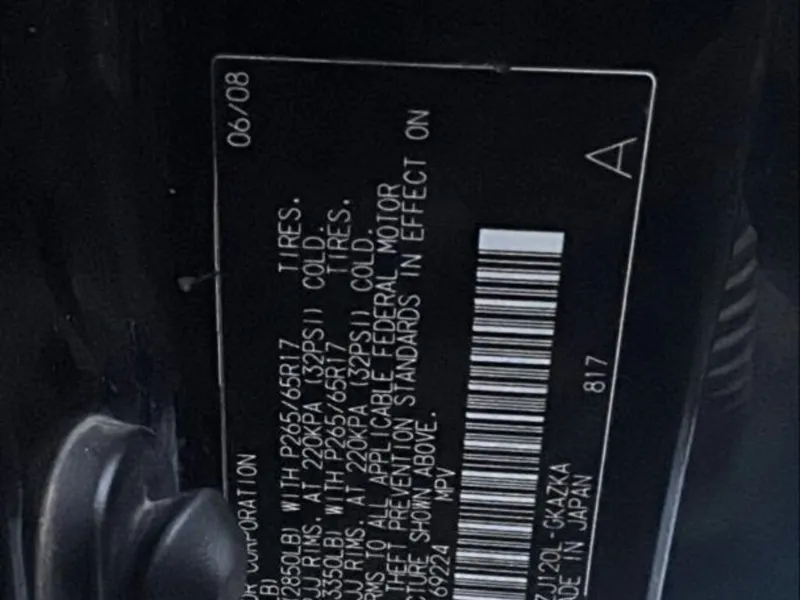 CORPORATION 06/08
LB)
(2850LB) WITH P265/65R17 TIRES.
JJ RIMS, AT 220KPA (32PSI) COLD.
3350LB) WITH P265/65R17 TIRES.
JJ RIMS, AT 220KPA (32PSI) COLD.
RMS TO ALL APPLICABLE FEDERAL MOTOR
THEFT PREVENTION STANDARDS IN EFFECT ON
CTURE SHOWN ABOVE.
69224 MPV
ZJ120L-GKAZKA
ADE IN JAPAN 817
A